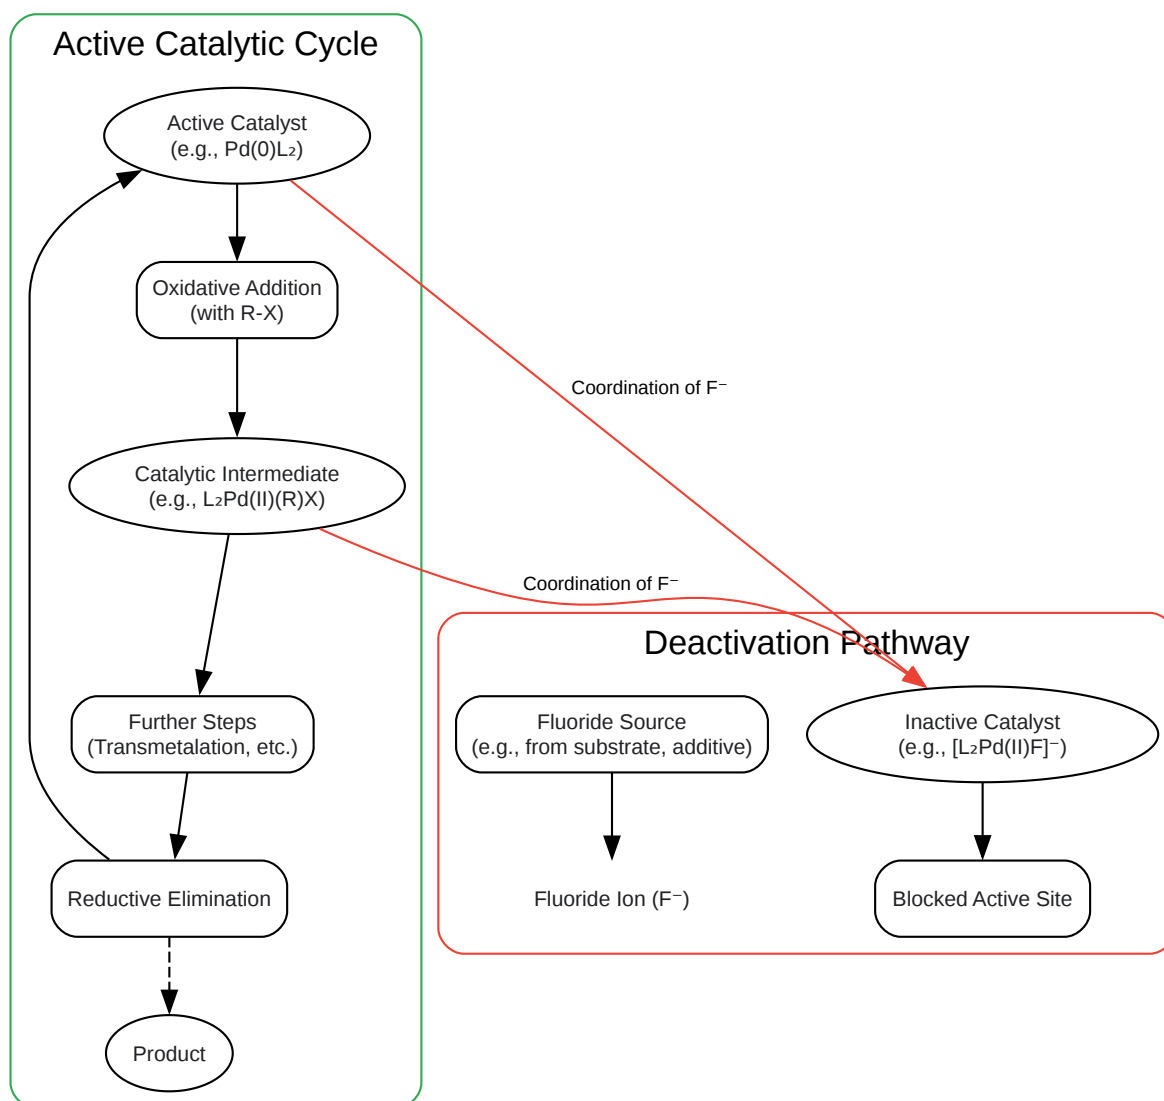 Active Catalytic Cycle
Active Catalyst
(e.g., Pd(0)L₂)
Oxidative Addition
(with R-X)
Coordination of F⁻
Catalytic Intermediate
(e.g., L₂Pd(II)(R)X)
Coordination of F⁻
Deactivation Pathway
Further Steps
(Transmetalation, etc.)
Fluoride Source
(e.g., from substrate, additive)
Inactive Catalyst
(e.g., [L₂Pd(II)F]⁻)
Reductive Elimination
Fluoride Ion (F⁻)
Blocked Active Site
Product